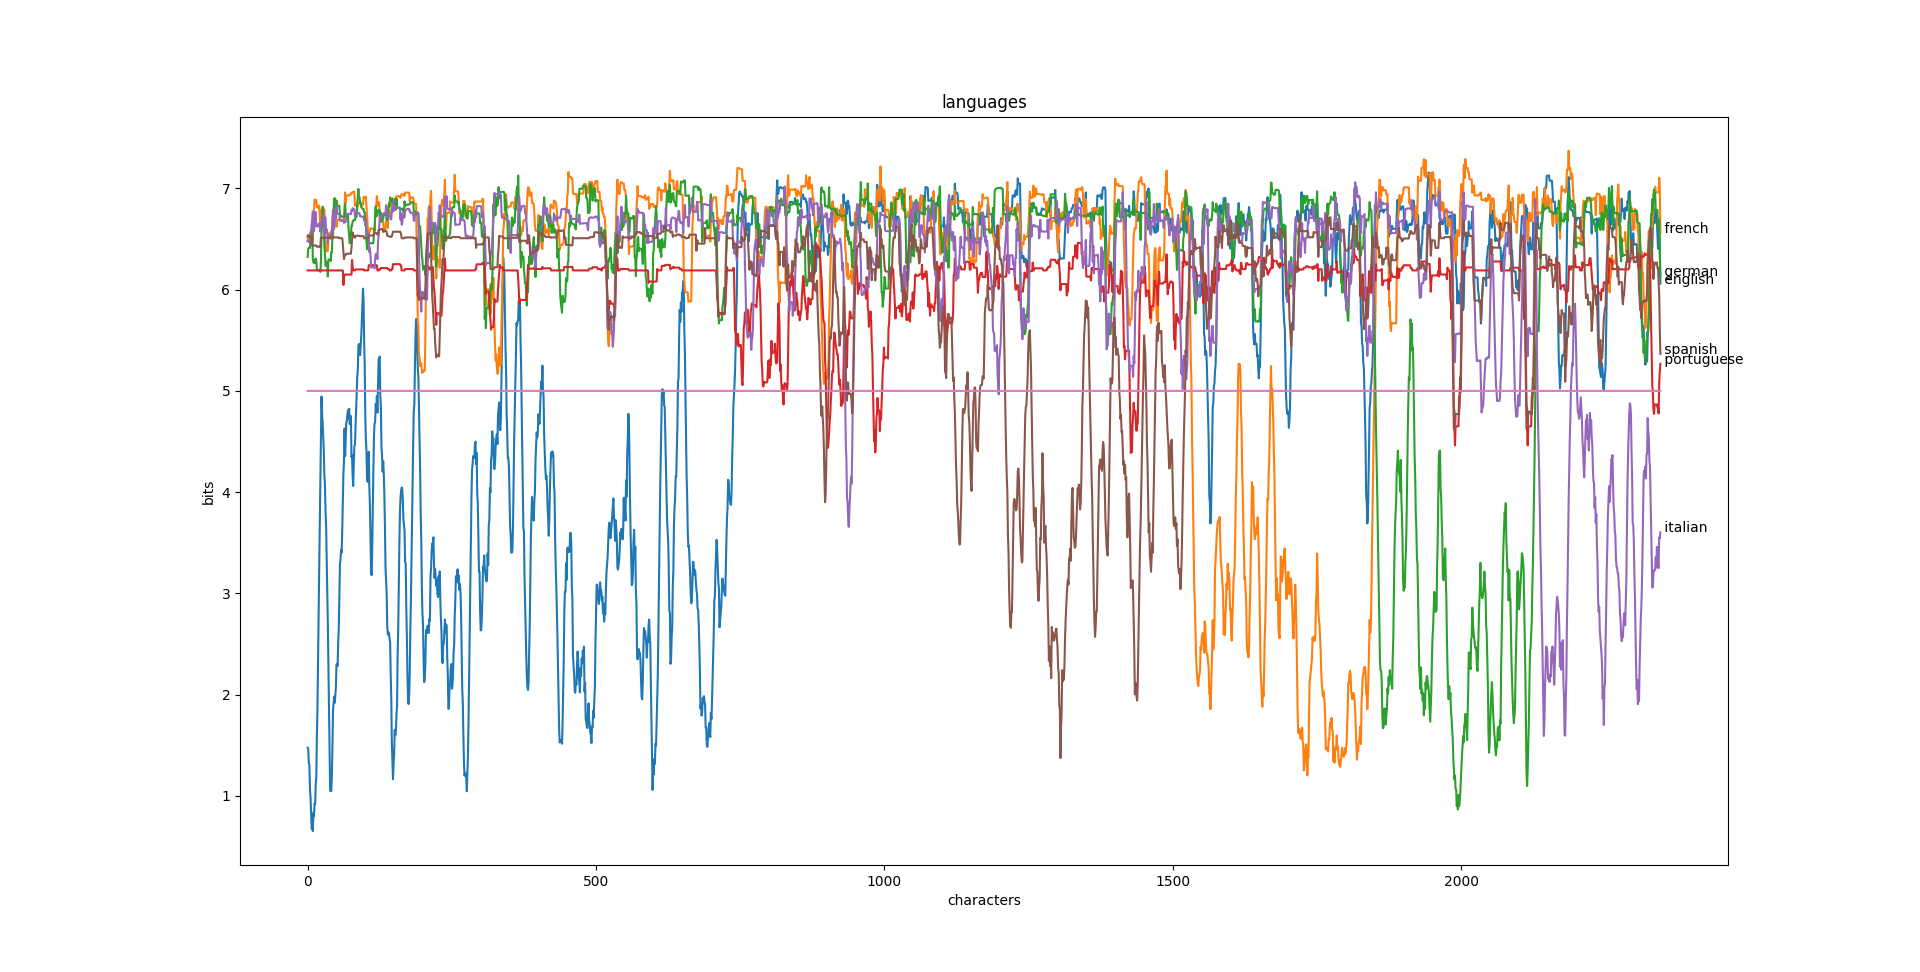 languages
bits
7
6
5
4
3
2
1
french
german
english
spanish
portuguese
italian
0 500 1000 1500 2000
characters